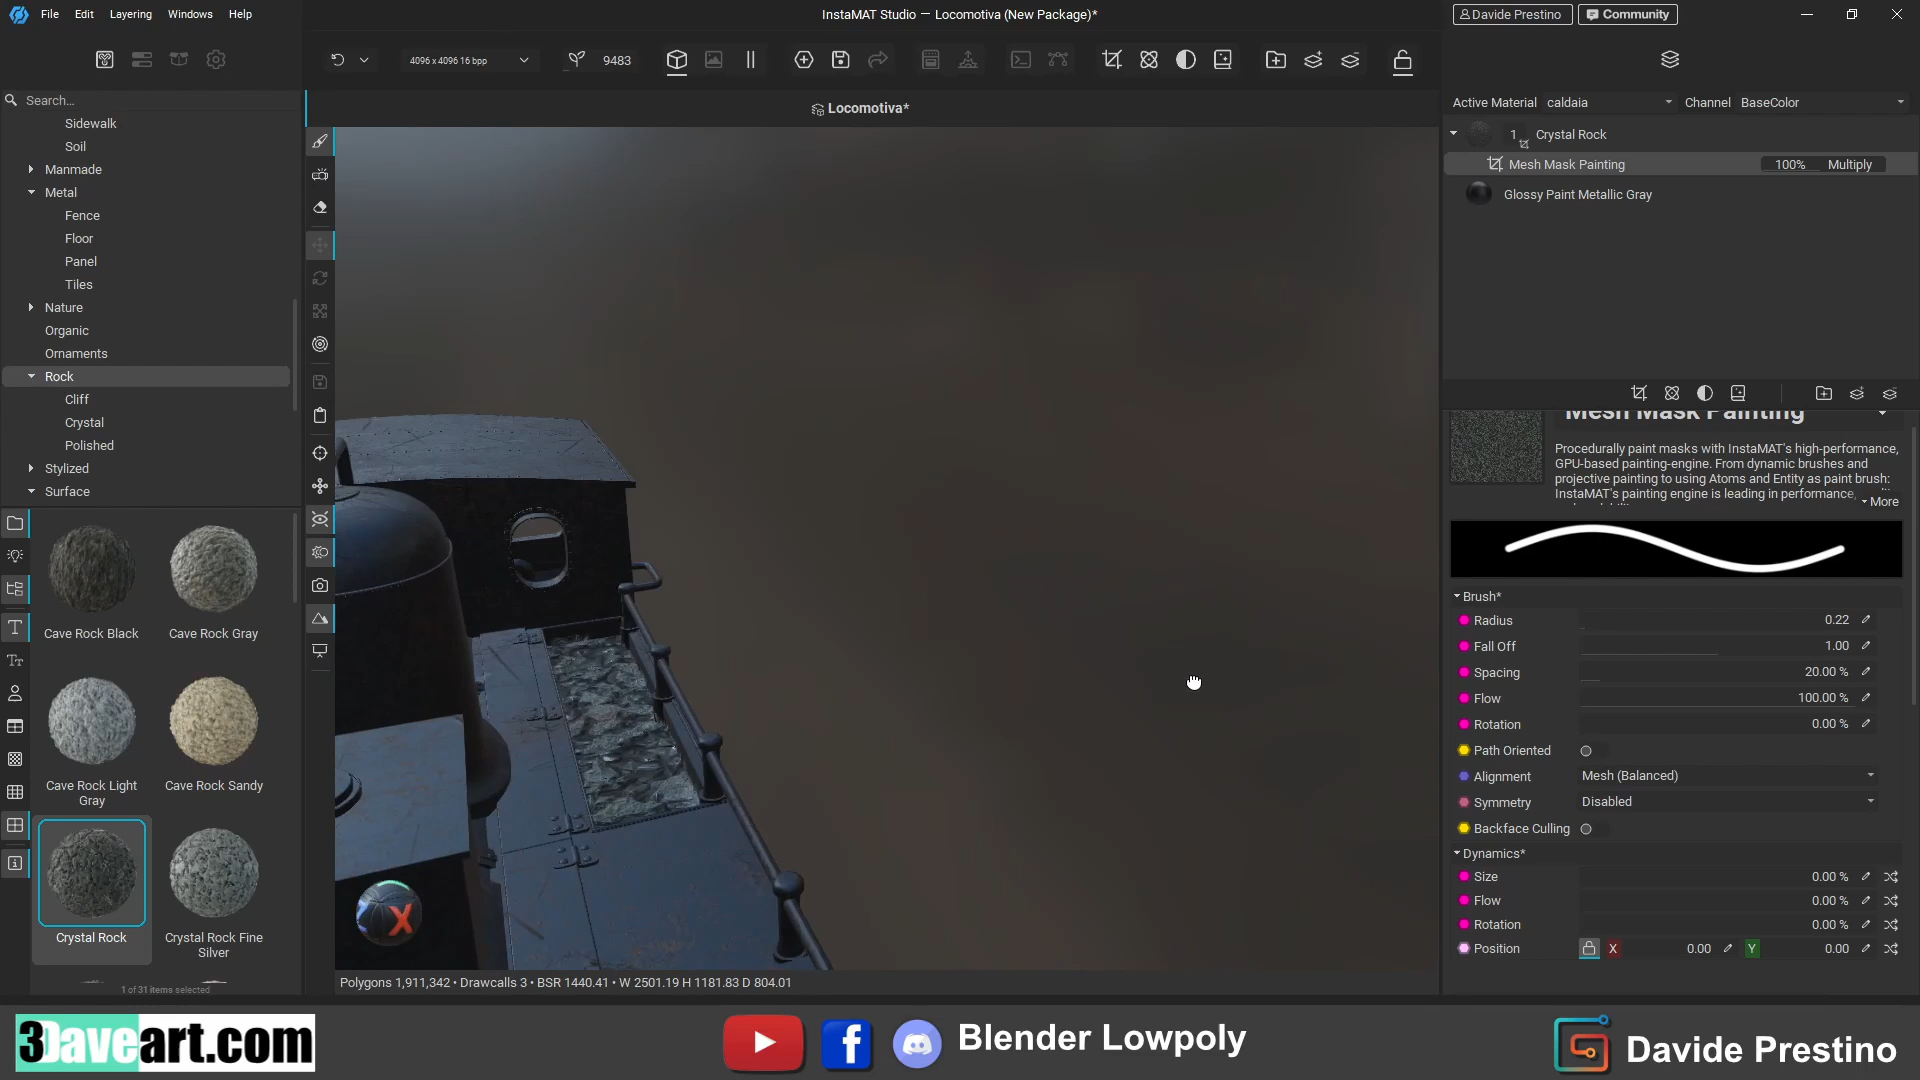 File Edit Layering Windows Help
InstaMAT Studio — Locomotiva (New Package)*
Davide Prestino Community
4096 x 4096 16 bpp 9483
Search...
Locomotiva*
Sidewalk
Soil
Manmade
Metal
Fence
Floor
Panel
Tiles
Nature
Organic
Ornaments
Rock
Cliff
Crystal
Polished
Stylized
Surface
Cave Rock Black
Cave Rock Gray
Cave Rock Light
Gray
Cave Rock Sandy
Crystal Rock
Crystal Rock Fine
Silver
1 of 31 items selected
X
Polygons 1,911,342 • Drawcalls 3 • BSR 1440.41 • W 2501.19 H 1181.83 D 804.01
Active Material caldaia Channel BaseColor
1 Crystal Rock
Mesh Mask Painting 100% Multiply
Glossy Paint Metallic Gray
Mesh Mask Painting
Procedurally paint masks with InstaMAT's high-performance,
GPU-based painting-engine. From dynamic brushes and
projective painting to using Atoms and Entity as paint brush:
InstaMAT's painting engine is leading in performance,
More
Brush*
Radius 0.22
Fall Off 1.00
Spacing 20.00 %
Flow 100.00 %
Rotation 0.00 %
Path Oriented
Alignment Mesh (Balanced)
Symmetry Disabled
Backface Culling
Dynamics*
Size 0.00 %
Flow 0.00 %
Rotation 0.00 %
Position X 0.00 Y 0.00
3Daveart.com
Blender Lowpoly
Davide Prestino